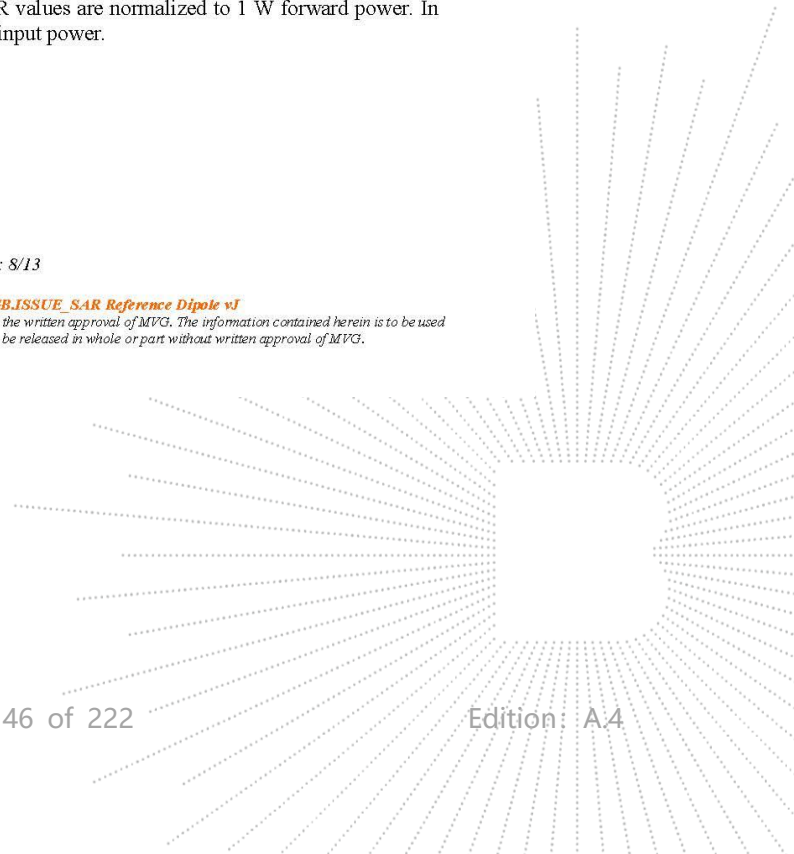 R values are normalized to 1 W forward power. In
input power.
: 8/13
B.ISSUE_SAR Reference Dipole vJ
the written approval of MVG. The information contained herein is to be used
be released in whole or part without written approval of MVG.
46 of 222 Edition: A.4